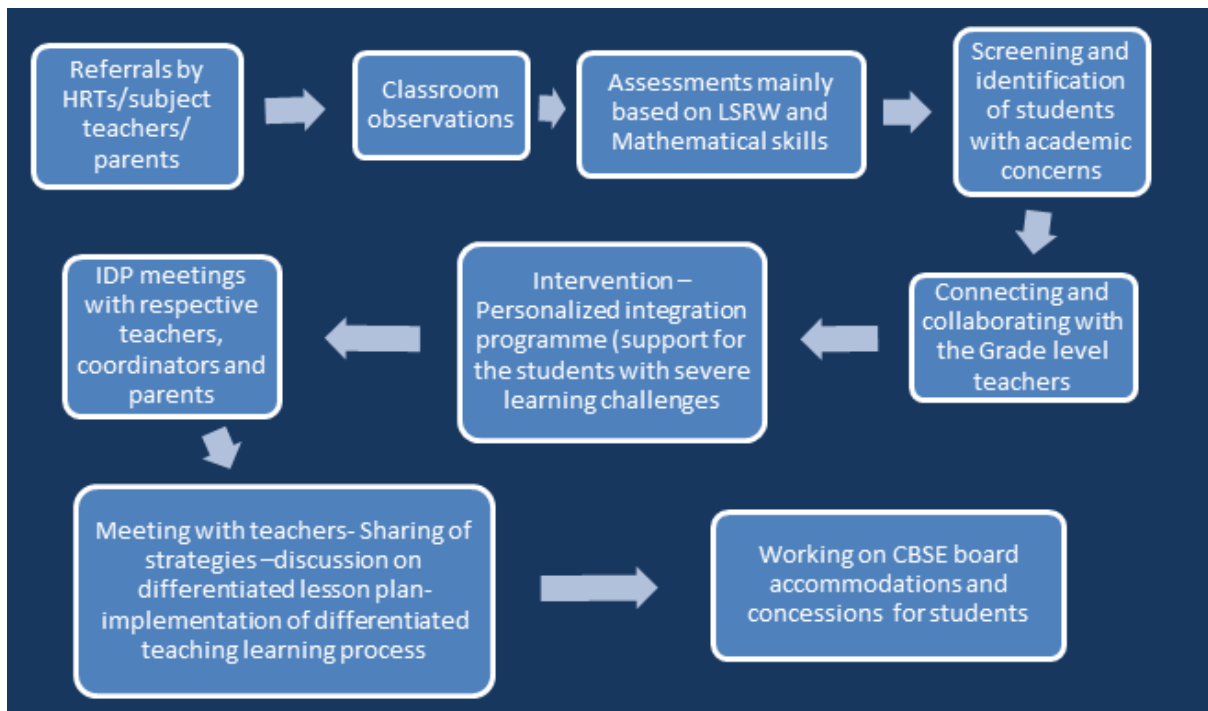 Referrals by
HRTs/subject
teachers/
parents
Classroom
observations
Assessments mainly
based on LSRW and
Mathematical skills
Screening and
identification
of students
with academic
concerns
Connecting and
collaborating with
the Grade level
teachers
Intervention –
Personalized integration
programme (support for
the students with severe
learning challenges
IDP meetings
with respective
teachers,
coordinators and
parents
Meeting with teachers- Sharing of
strategies –discussion on
differentiated lesson plan-
implementation of differentiated
teaching learning process
Working on CBSE board
accommodations and
concessions for students